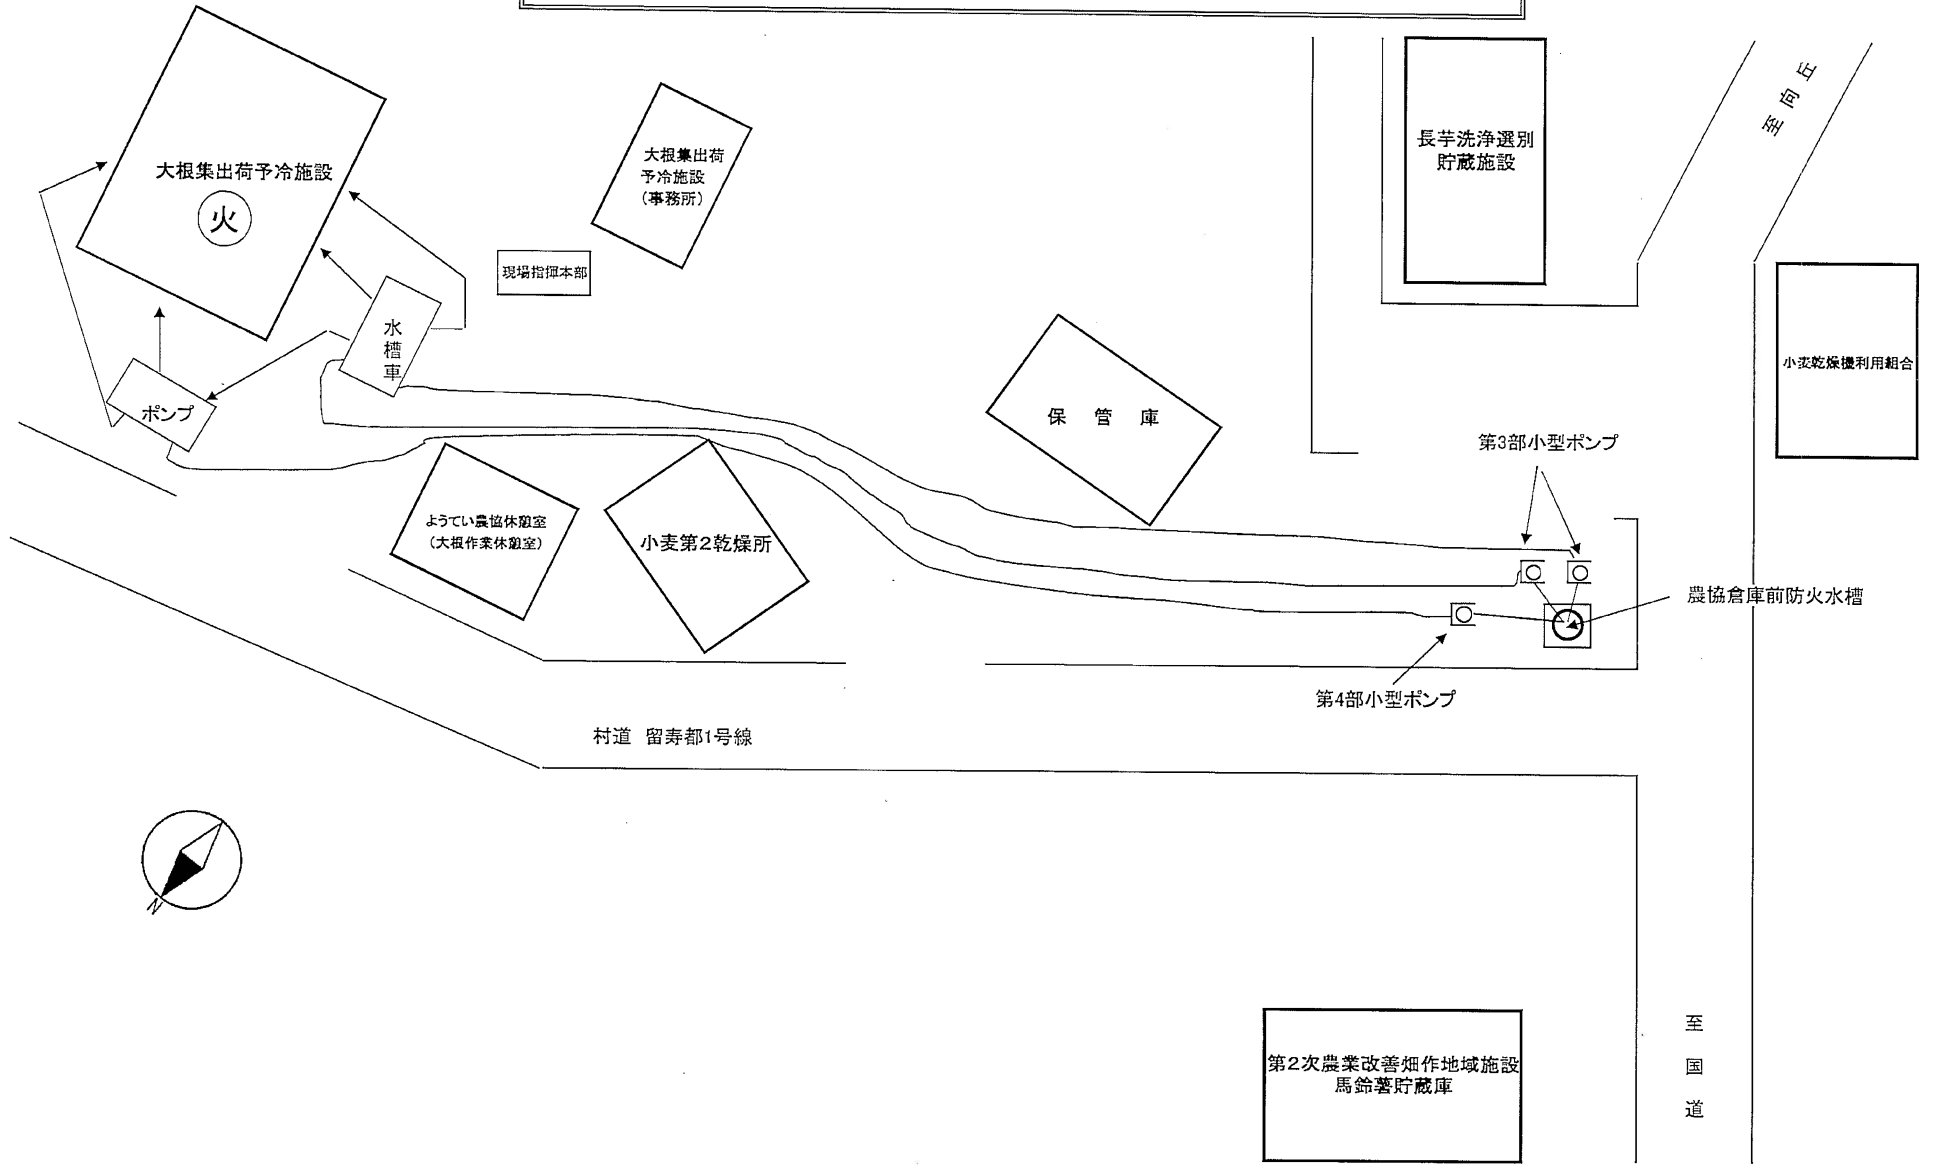 大根集出荷予冷施設
火
大根集出荷
予冷施設
（事務所）
現場指揮本部
水槽車
ポンプ
長芋洗浄選別
貯蔵施設
至向丘
小麦乾燥機利用組合
保管庫
第3部小型ポンプ
ようてい農協休憩室
（大根作業休憩室）
小麦第2乾燥所
農協倉庫前防火水槽
第4部小型ポンプ
村道 留寿都1号線
N
第2次農業改善畑作地域施設
馬鈴薯貯蔵庫
至国道